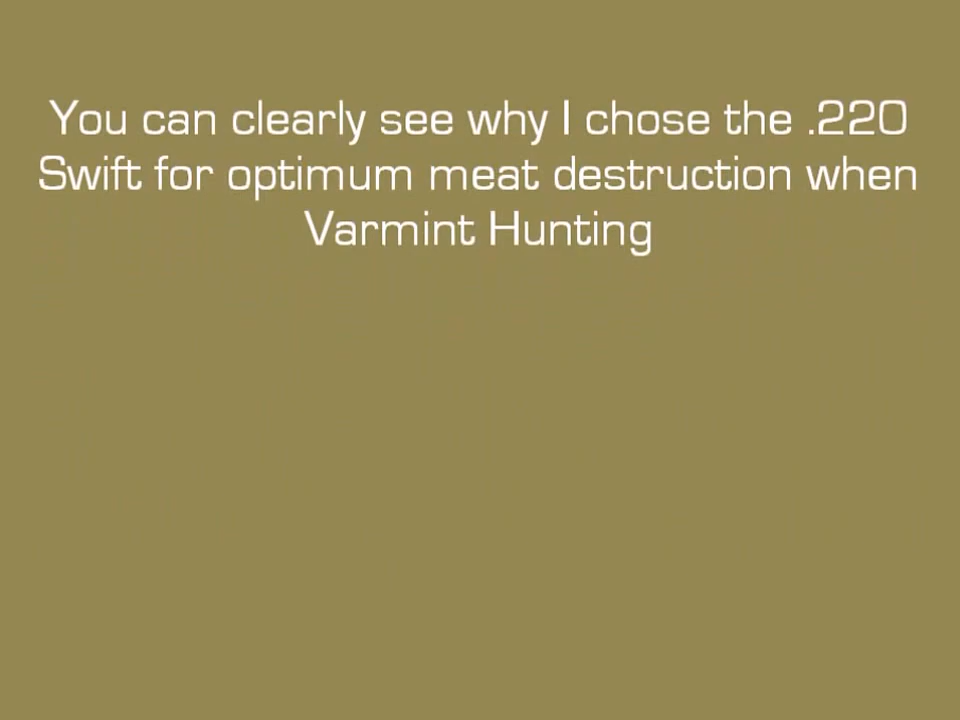 You can clearly see why I chose the .220
Swift for optimum meat destruction when
Varmint Hunting